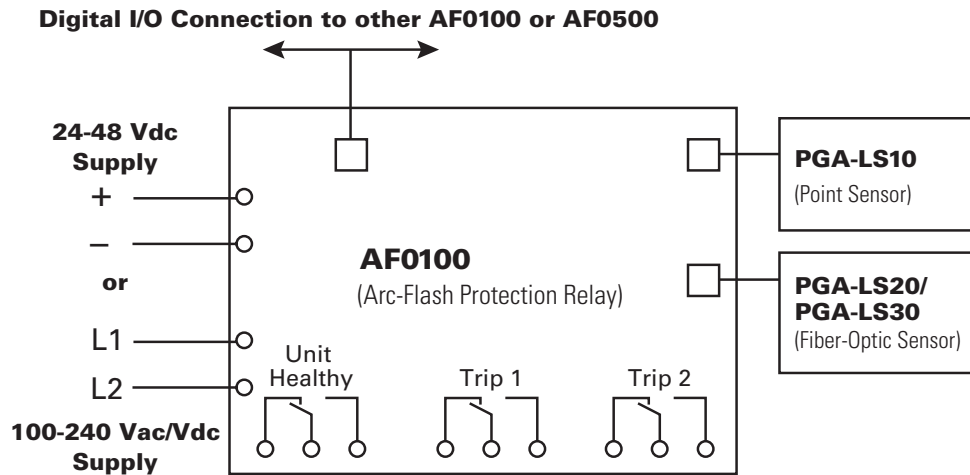 Digital I/O Connection to other AF0100 or AF0500
24-48 Vdc
Supply
+
–
or
L1
L2
100-240 Vac/Vdc
Supply
AF0100
(Arc-Flash Protection Relay)
Unit
Healthy
Trip 1
Trip 2
PGA-LS10
(Point Sensor)
PGA-LS20/
PGA-LS30
(Fiber-Optic Sensor)